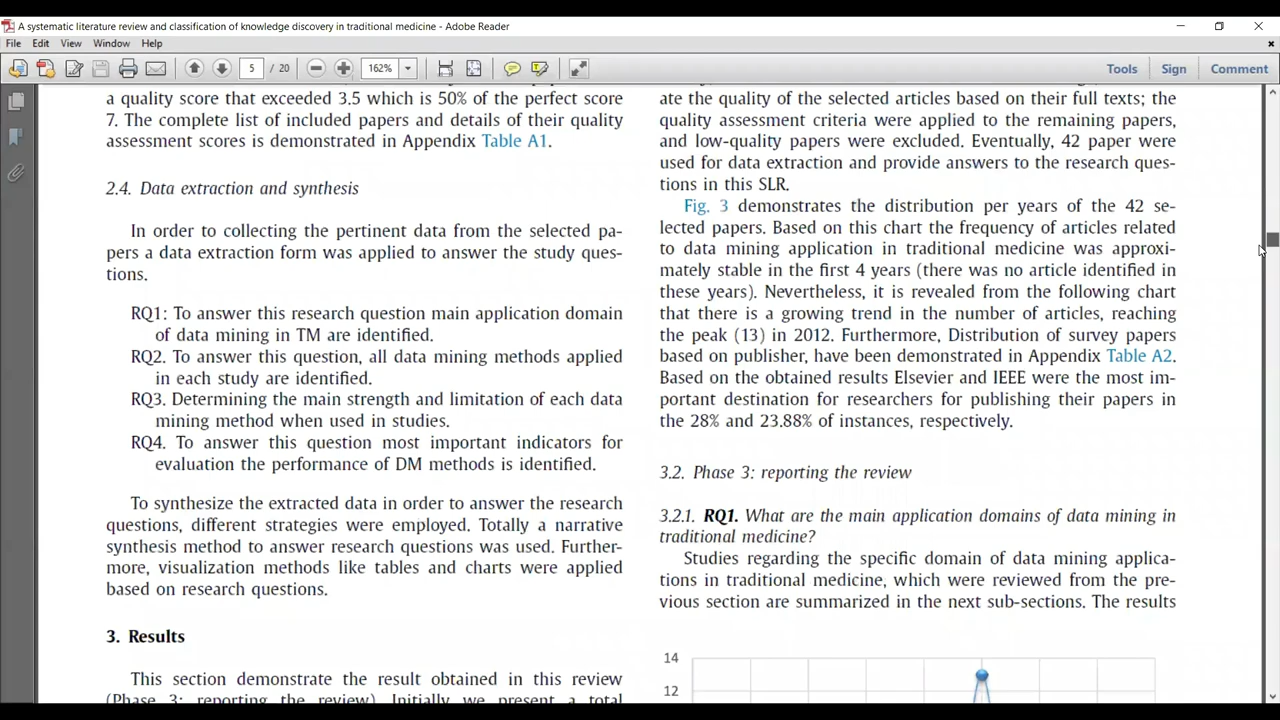 A systematic literature review and classification of knowledge discovery in traditional medicine - Adobe Reader
File Edit View Window Help
5 / 20
162%
Tools Sign Comment
a quality score that exceeded 3.5 which is 50% of the perfect score
7. The complete list of included papers and details of their quality
assessment scores is demonstrated in Appendix Table A1.
2.4. Data extraction and synthesis
In order to collecting the pertinent data from the selected pa-
pers a data extraction form was applied to answer the study ques-
tions.
RQ1: To answer this research question main application domain
of data mining in TM are identified.
RQ2. To answer this question, all data mining methods applied
in each study are identified.
RQ3. Determining the main strength and limitation of each data
mining method when used in studies.
RQ4. To answer this question most important indicators for
evaluation the performance of DM methods is identified.
To synthesize the extracted data in order to answer the research
questions, different strategies were employed. Totally a narrative
synthesis method to answer research questions was used. Further-
more, visualization methods like tables and charts were applied
based on research questions.
3. Results
This section demonstrate the result obtained in this review
(Phase 3: reporting the review). Initially we present a total
ate the quality of the selected articles based on their full texts; the
quality assessment criteria were applied to the remaining papers,
and low-quality papers were excluded. Eventually, 42 paper were
used for data extraction and provide answers to the research ques-
tions in this SLR.
Fig. 3 demonstrates the distribution per years of the 42 se-
lected papers. Based on this chart the frequency of articles related
to data mining application in traditional medicine was approxi-
mately stable in the first 4 years (there was no article identified in
these years). Nevertheless, it is revealed from the following chart
that there is a growing trend in the number of articles, reaching
the peak (13) in 2012. Furthermore, Distribution of survey papers
based on publisher, have been demonstrated in Appendix Table A2.
Based on the obtained results Elsevier and IEEE were the most im-
portant destination for researchers for publishing their papers in
the 28% and 23.88% of instances, respectively.
3.2. Phase 3: reporting the review
3.2.1. RQ1. What are the main application domains of data mining in
traditional medicine?
Studies regarding the specific domain of data mining applica-
tions in traditional medicine, which were reviewed from the pre-
vious section are summarized in the next sub-sections. The results
14
12